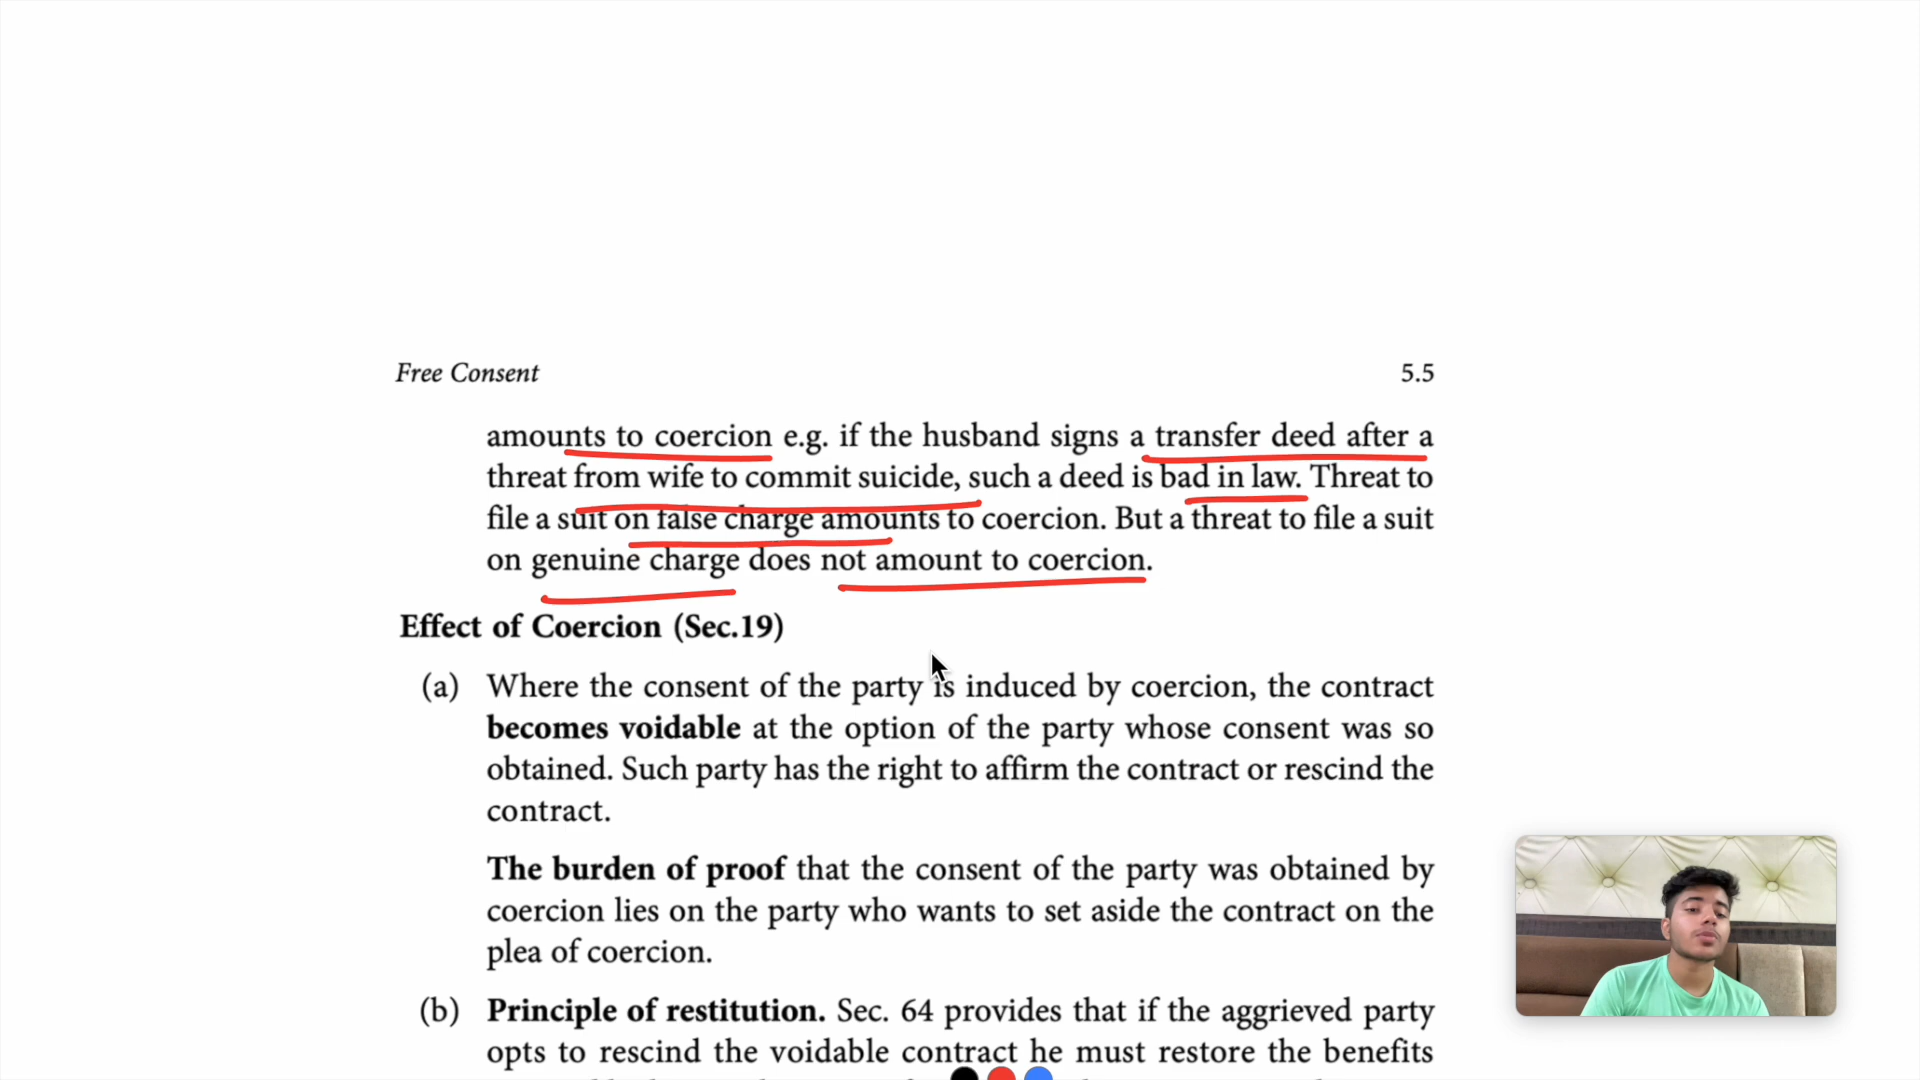 Free Consent 5.5
amounts to coercion e.g. if the husband signs a transfer deed after a
threat from wife to commit suicide, such a deed is bad in law. Threat to
file a suit on false charge amounts to coercion. But a threat to file a suit
on genuine charge does not amount to coercion.
Effect of Coercion (Sec.19)
(a) Where the consent of the party is induced by coercion, the contract
becomes voidable at the option of the party whose consent was so
obtained. Such party has the right to affirm the contract or rescind the
contract.
The burden of proof that the consent of the party was obtained by
coercion lies on the party who wants to set aside the contract on the
plea of coercion.
(b) Principle of restitution. Sec. 64 provides that if the aggrieved party
opts to rescind the voidable contract he must restore the benefits